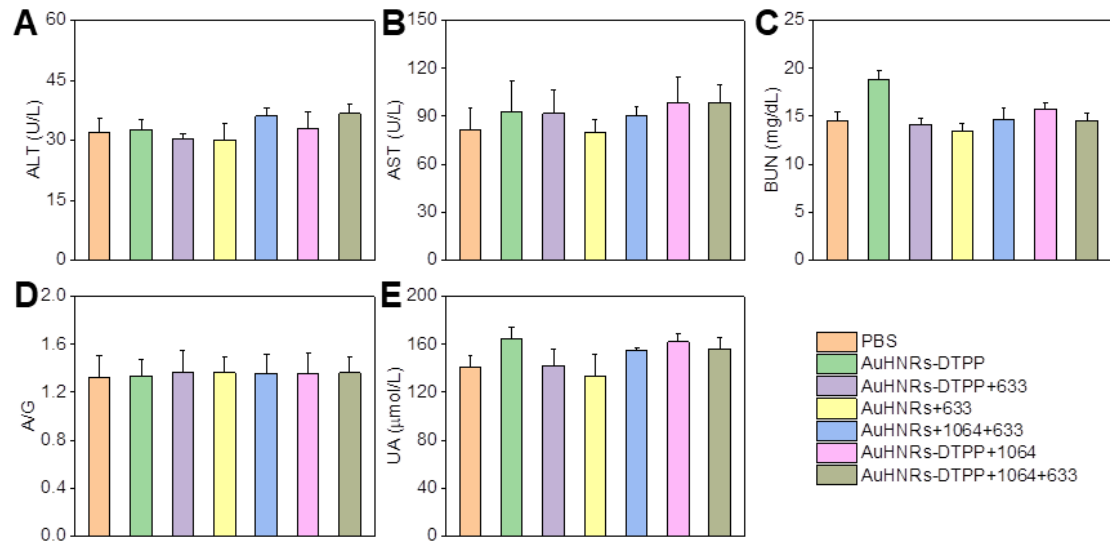 A
ALT (U/L)
60
45
30
15
0
B
AST (U/L)
150
120
90
60
30
0
C
BUN (mg/dL)
25
20
15
10
5
0
D
A/G
2.0
1.6
1.2
0.8
0.4
0.0
E
UA (μmol/L)
200
160
120
80
40
0
PBS
AuHNRs-DTPP
AuHNRs-DTPP+633
AuHNRs+633
AuHNRs+1064+633
AuHNRs-DTPP+1064
AuHNRs-DTPP+1064+633